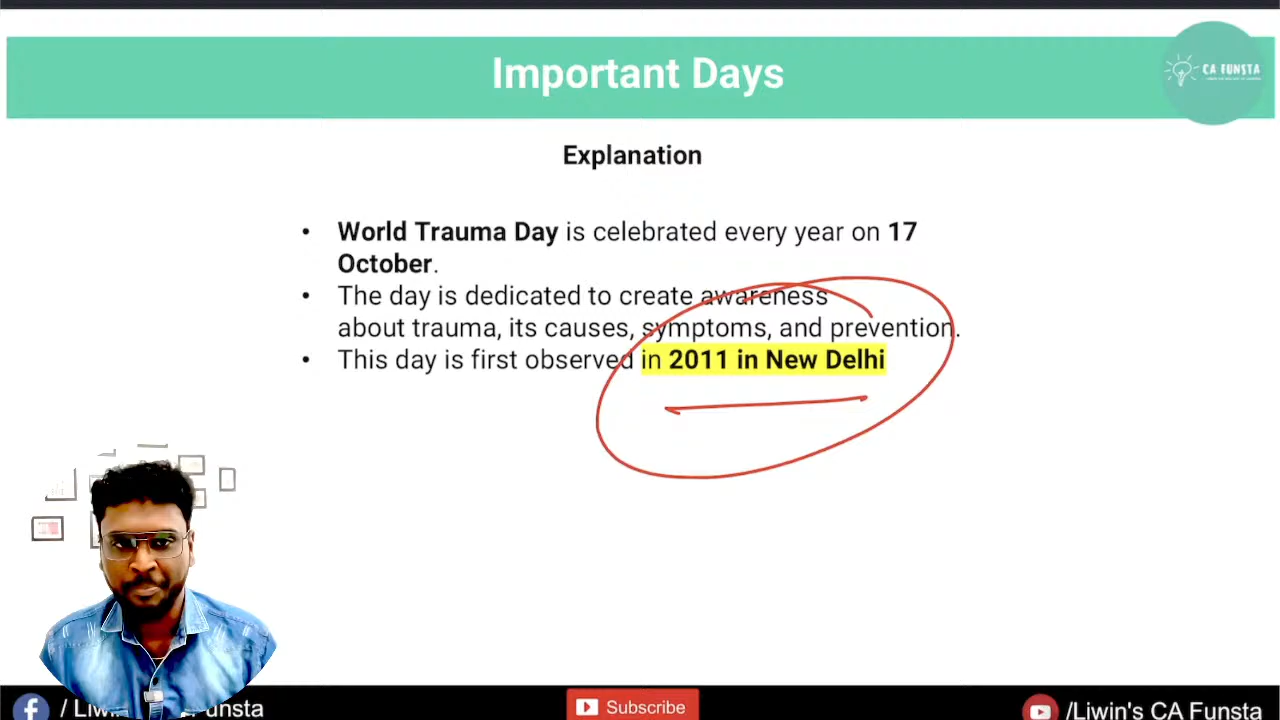 Important Days
CA FUNSTA
Explanation
• World Trauma Day is celebrated every year on 17
October.
• The day is dedicated to create awareness
about trauma, its causes, symptoms, and prevention.
• This day is first observed in 2011 in New Delhi
Subscribe
/Liwin's CA Funsta